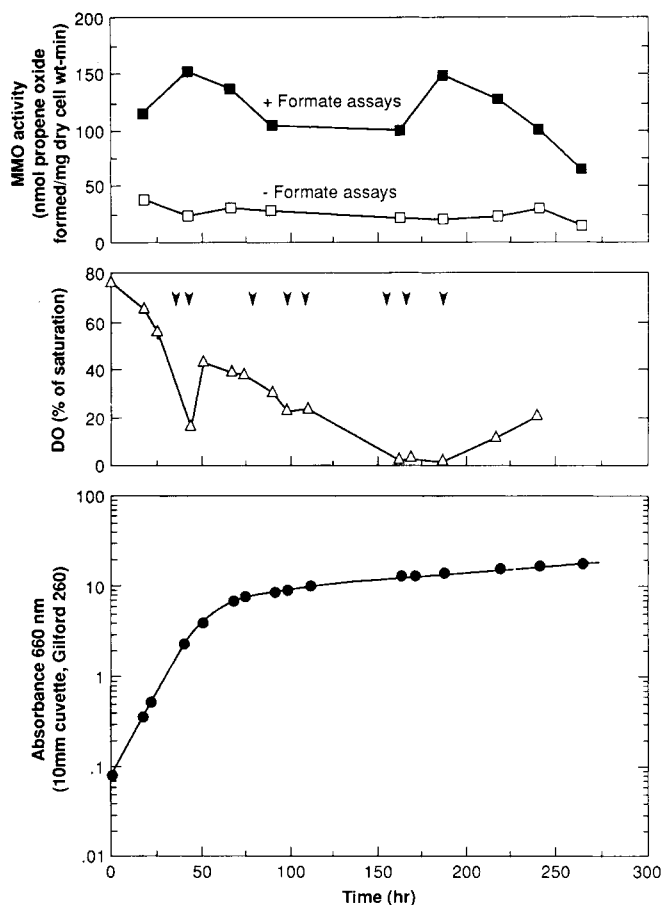 MMO activity
(nmol propene oxide
formed/mg dry cell wt-min)
200
150
100
50
0
+ Formate assays
- Formate assays
DO (% of saturation)
80
60
40
20
0
Absorbance 660 nm
(10mm cuvette, Gilford 260)
100
10
1
.1
.01
0 50 100 150 200 250 300
Time (hr)